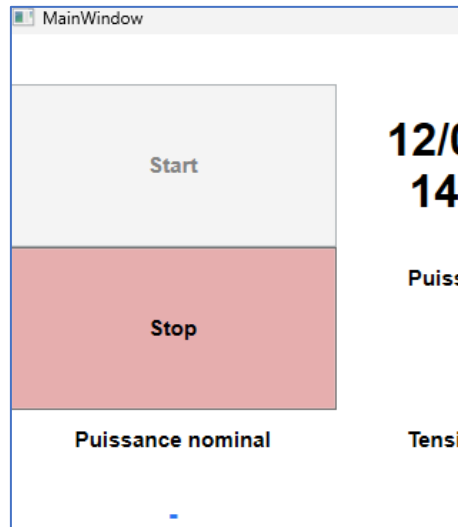 MainWindow
Start
12/0
14
Stop
Puiss
Puissance nominal
Tensi
-